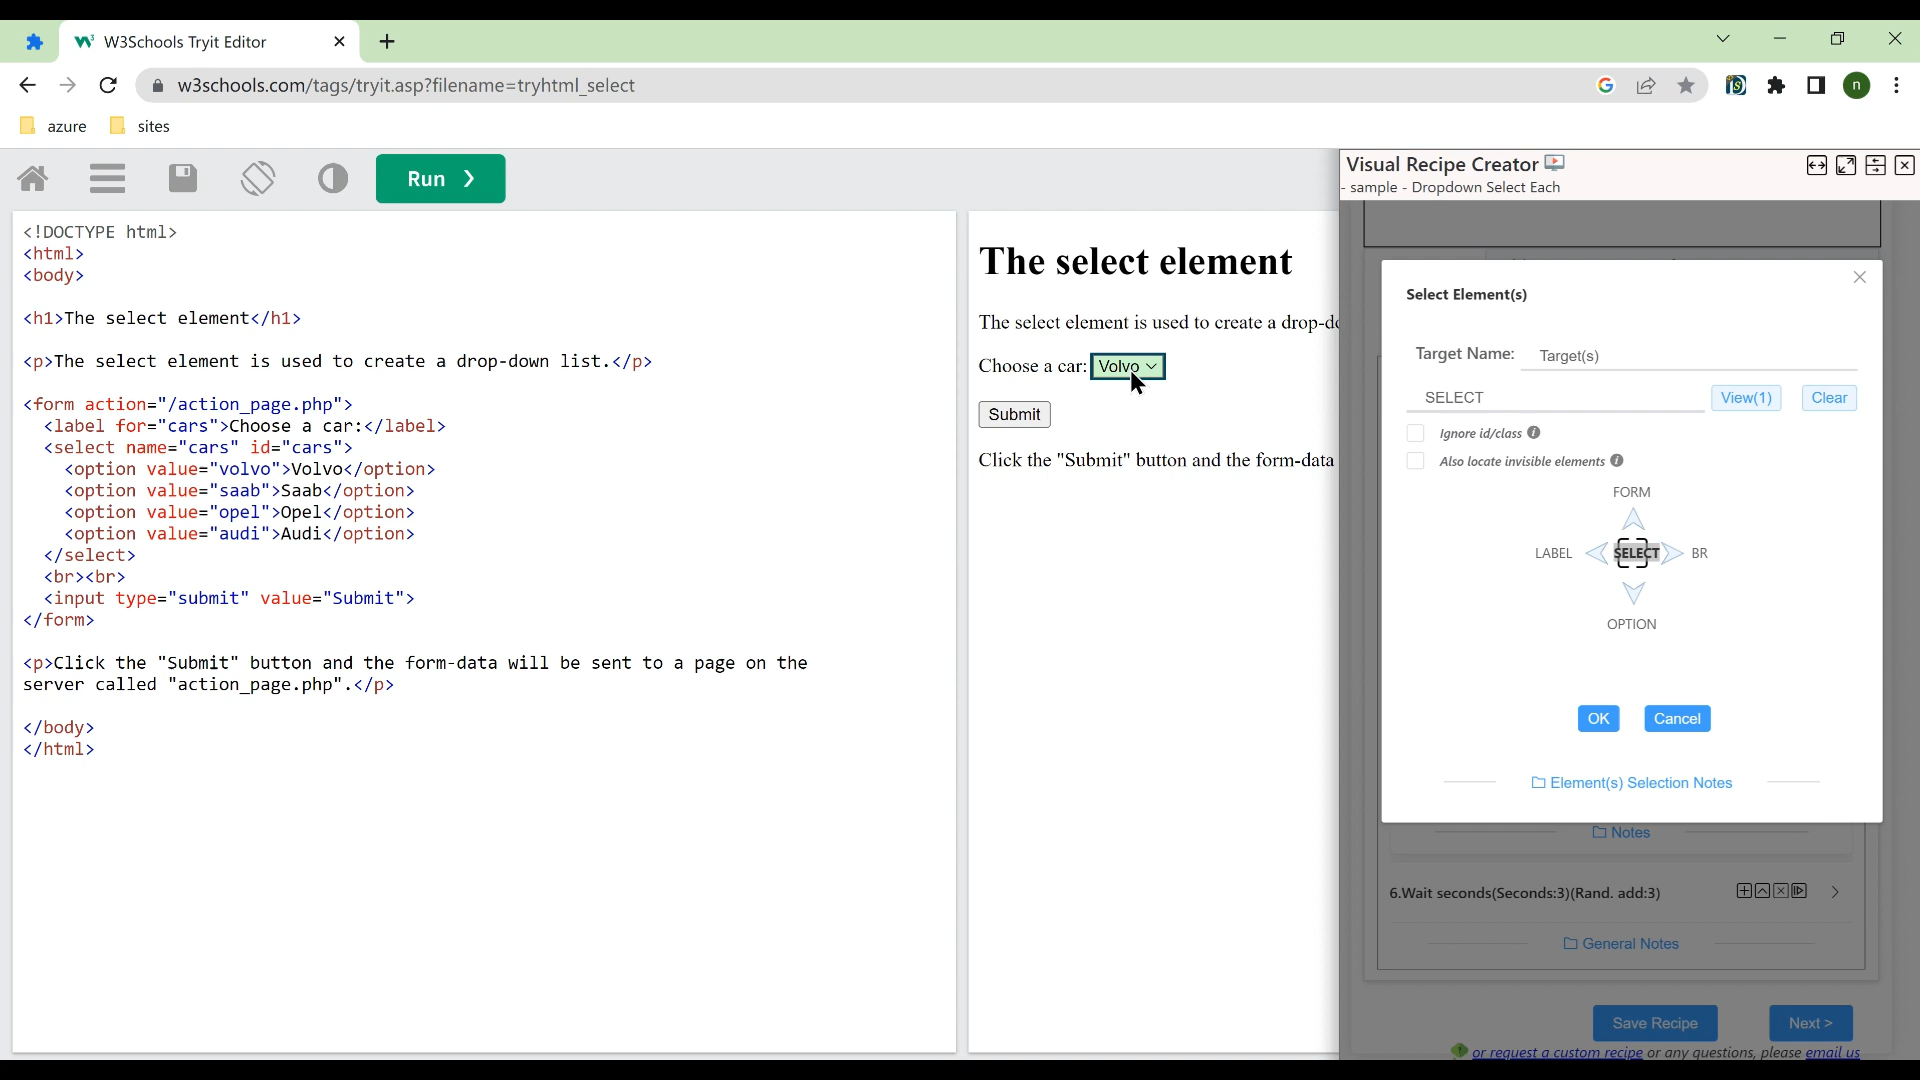 W3Schools Tryit Editor
w3schools.com/tags/tryit.asp?filename=tryhtml_select
n
azure
sites
Run ❯
<!DOCTYPE html>
<html>
<body>
<h1>The select element</h1>
<p>The select element is used to create a drop-down list.</p>
<form action="/action_page.php">
<label for="cars">Choose a car:</label>
<select name="cars" id="cars">
<option value="volvo">Volvo</option>
<option value="saab">Saab</option>
<option value="opel">Opel</option>
<option value="audi">Audi</option>
</select>
<br><br>
<input type="submit" value="Submit">
</form>
<p>Click the "Submit" button and the form-data will be sent to a page on the
server called "action_page.php".</p>
</body>
</html>
The select element
The select element is used to create a drop-d
Choose a car: Volvo
Submit
Click the "Submit" button and the form-data
Visual Recipe Creator
- sample - Dropdown Select Each
Select Element(s)
Target Name: Target(s)
SELECT View(1) Clear
Ignore id/class
Also locate invisible elements
FORM
LABEL SELECT BR
OPTION
OK Cancel
Element(s) Selection Notes
Notes
6.Wait seconds(Seconds:3)(Rand. add:3)
General Notes
Save Recipe Next >
or request a custom recipe or any questions, please email us